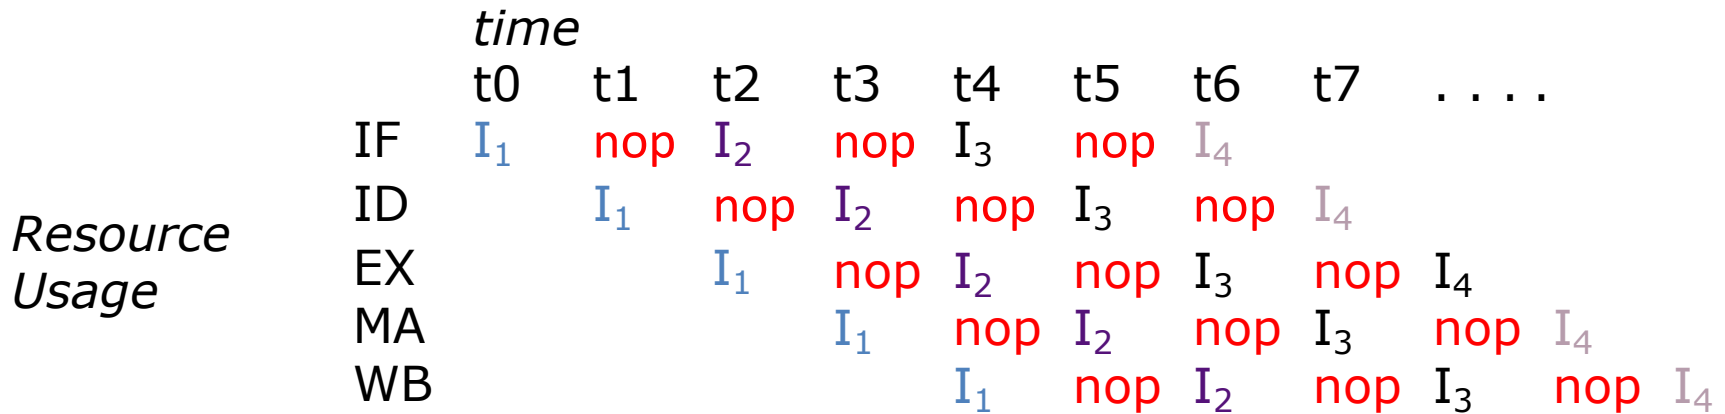 time
t0 t1 t2 t3 t4 t5 t6 t7 . . . .
IF I₁ nop I₂ nop I₃ nop I₄
ID I₁ nop I₂ nop I₃ nop I₄
Resource
EX I₁ nop I₂ nop I₃ nop I₄
Usage
MA I₁ nop I₂ nop I₃ nop I₄
WB I₁ nop I₂ nop I₃ nop I₄